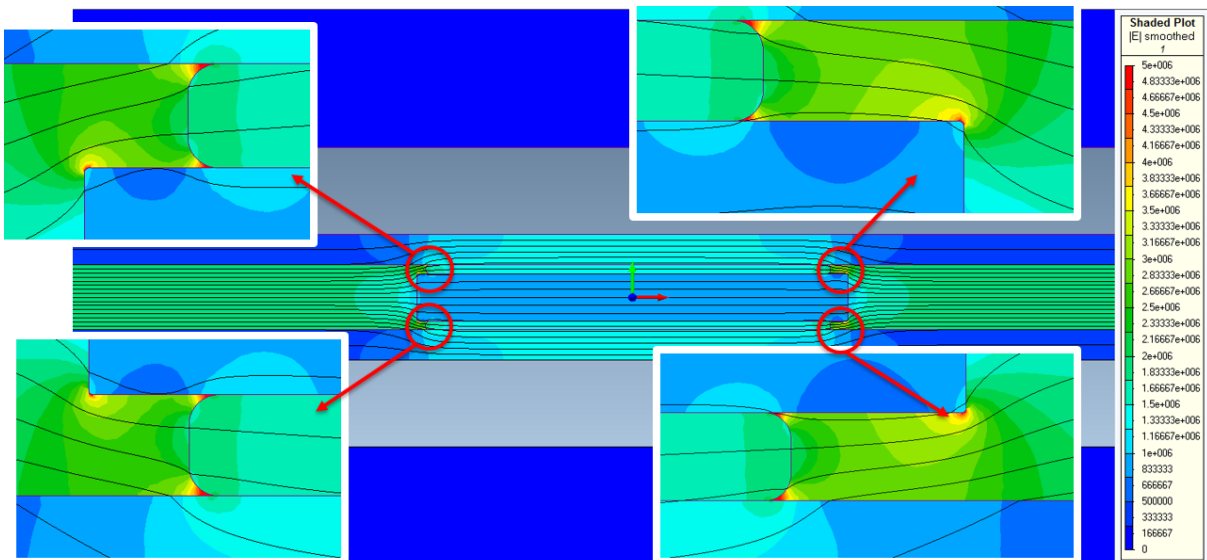 Shaded Plot
|E| smoothed
f
5e+006
4.83333e+006
4.66667e+006
4.5e+006
4.33333e+006
4.16667e+006
4e+006
3.83333e+006
3.66667e+006
3.5e+006
3.33333e+006
3.16667e+006
3e+006
2.83333e+006
2.66667e+006
2.5e+006
2.33333e+006
2.16667e+006
2e+006
1.83333e+006
1.66667e+006
1.5e+006
1.33333e+006
1.16667e+006
1e+006
833333
666667
500000
333333
166667
0